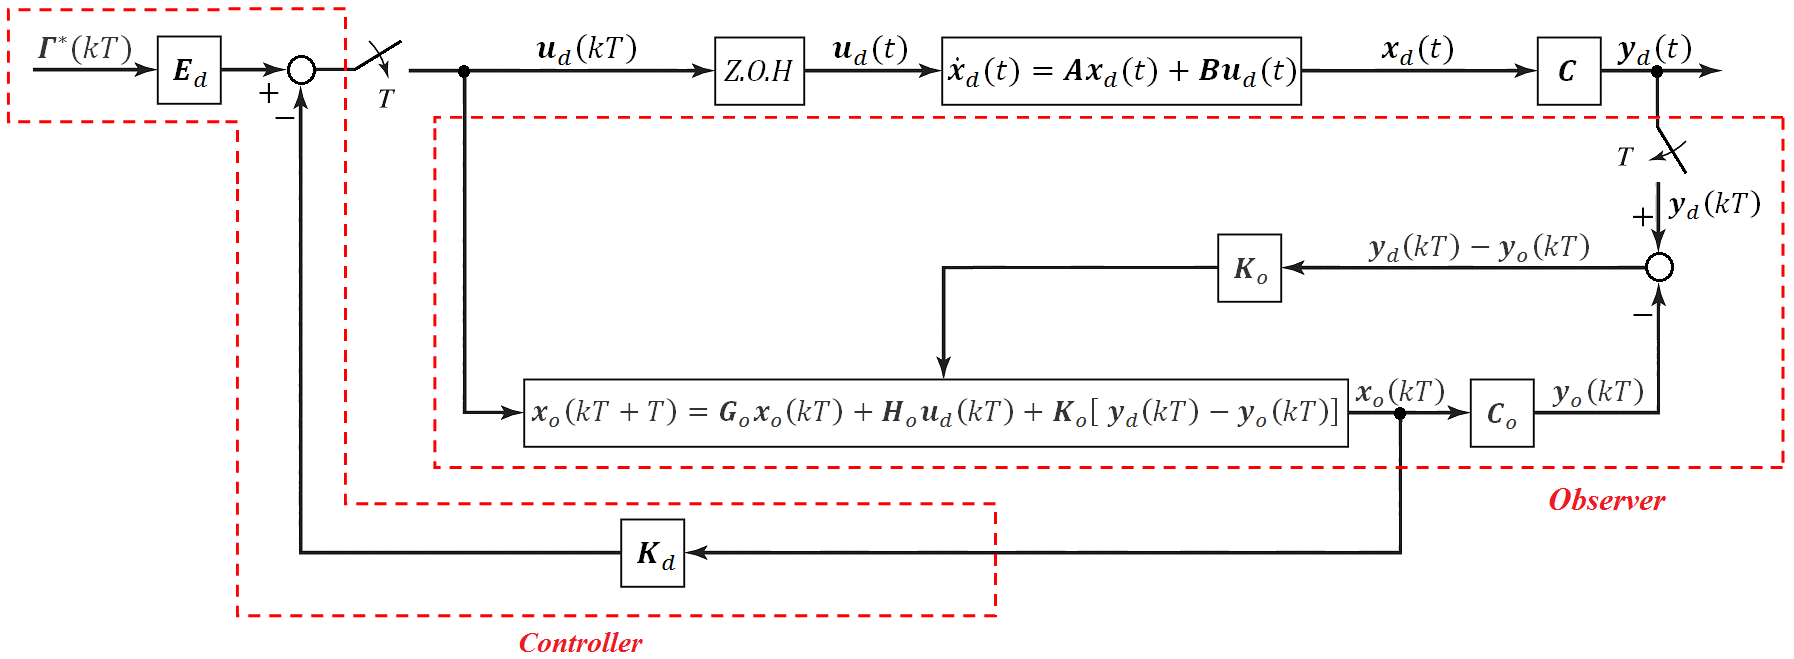 Γ*(kT)
E_d
+
−
T
u_d(kT)
Z.O.H
u_d(t)
ẋ_d(t) = Ax_d(t) + Bu_d(t)
x_d(t)
C
y_d(t)
T
y_d(kT)
+
−
y_d(kT) − y_o(kT)
K_o
x_o(kT + T) = G_o x_o(kT) + H_o u_d(kT) + K_o[ y_d(kT) − y_o(kT)]
x_o(kT)
C_o
y_o(kT)
Observer
K_d
Controller